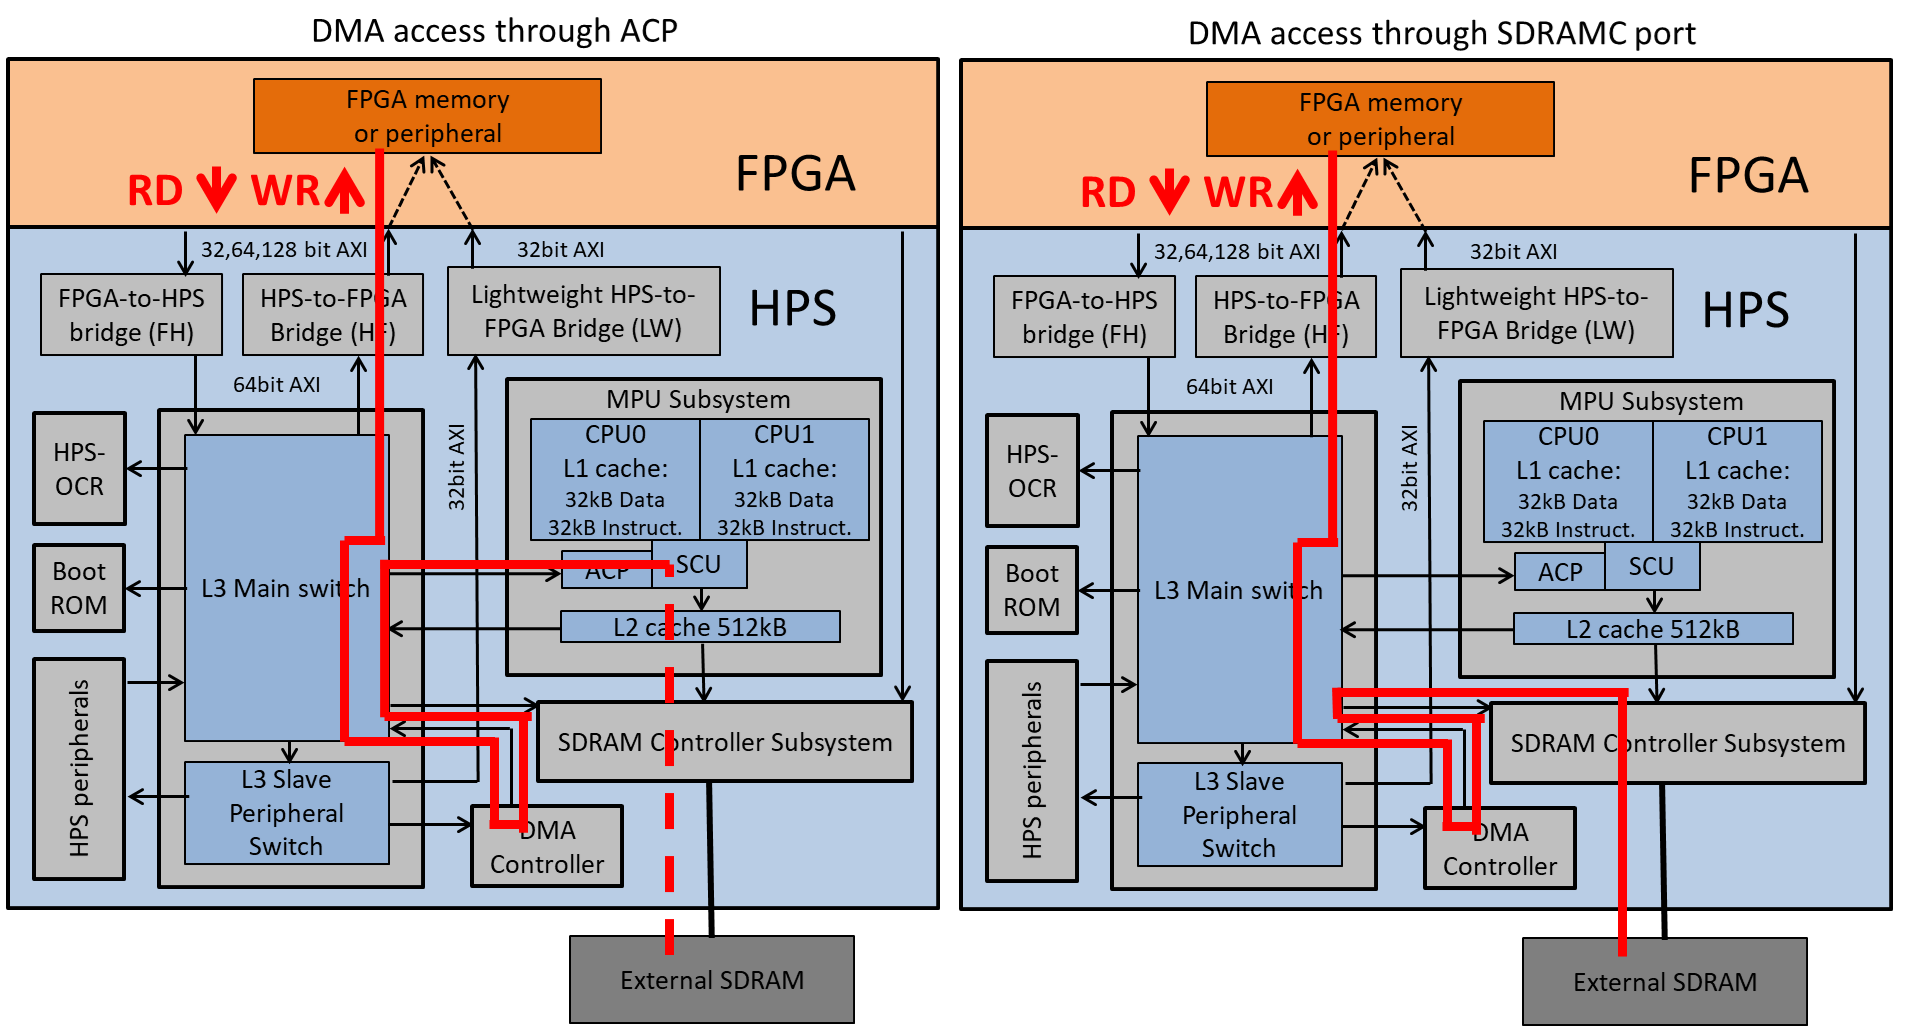 DMA access through ACP
FPGA memory
or peripheral
RD WR
FPGA
32,64,128 bit AXI
32bit AXI
FPGA-to-HPS
bridge (FH)
HPS-to-FPGA
Bridge (HF)
Lightweight HPS-to-
FPGA Bridge (LW)
HPS
64bit AXI
32bit AXI
MPU Subsystem
CPU0
L1 cache:
32kB Data
32kB Instruct.
CPU1
L1 cache:
32kB Data
32kB Instruct.
HPS-
OCR
ACP
SCU
Boot
ROM
L3 Main switch
L2 cache 512kB
HPS peripherals
SDRAM Controller Subsystem
L3 Slave
Peripheral
Switch
DMA
Controller
External SDRAM
DMA access through SDRAMC port
FPGA memory
or peripheral
RD WR
FPGA
32,64,128 bit AXI
32bit AXI
FPGA-to-HPS
bridge (FH)
HPS-to-FPGA
Bridge (HF)
Lightweight HPS-to-
FPGA Bridge (LW)
HPS
64bit AXI
32bit AXI
MPU Subsystem
CPU0
L1 cache:
32kB Data
32kB Instruct.
CPU1
L1 cache:
32kB Data
32kB Instruct.
HPS-
OCR
ACP
SCU
Boot
ROM
L3 Main switch
L2 cache 512kB
HPS peripherals
SDRAM Controller Subsystem
L3 Slave
Peripheral
Switch
DMA
Controller
External SDRAM